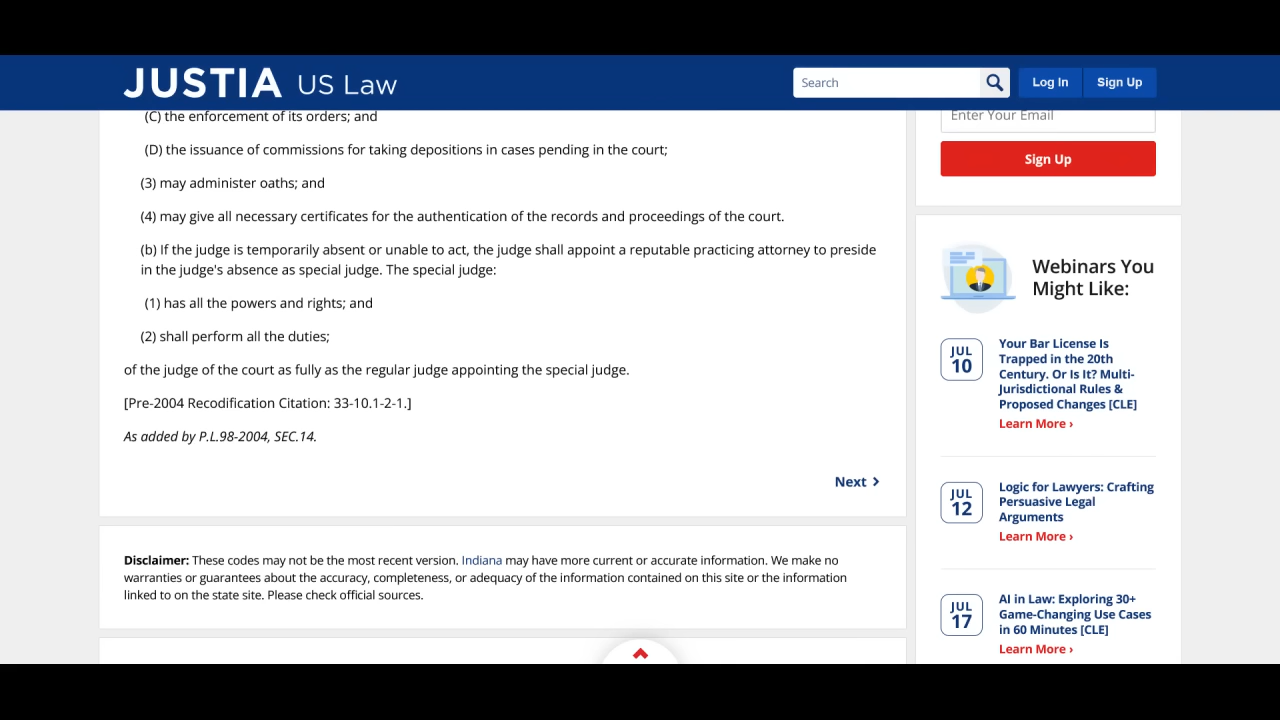 JUSTIA US Law
Search
Log In
Sign Up
(C) the enforcement of its orders; and
(D) the issuance of commissions for taking depositions in cases pending in the court;
(3) may administer oaths; and
(4) may give all necessary certificates for the authentication of the records and proceedings of the court.
(b) If the judge is temporarily absent or unable to act, the judge shall appoint a reputable practicing attorney to preside
in the judge's absence as special judge. The special judge:
(1) has all the powers and rights; and
(2) shall perform all the duties;
of the judge of the court as fully as the regular judge appointing the special judge.
[Pre-2004 Recodification Citation: 33-10.1-2-1.]
As added by P.L.98-2004, SEC.14.
Next
Disclaimer: These codes may not be the most recent version. Indiana may have more current or accurate information. We make no
warranties or guarantees about the accuracy, completeness, or adequacy of the information contained on this site or the information
linked to on the state site. Please check official sources.
Enter Your Email
Sign Up
Webinars You
Might Like:
JUL
10
Your Bar License Is
Trapped in the 20th
Century. Or Is It? Multi-
Jurisdictional Rules &
Proposed Changes [CLE]
Learn More ›
JUL
12
Logic for Lawyers: Crafting
Persuasive Legal
Arguments
Learn More ›
JUL
17
AI in Law: Exploring 30+
Game-Changing Use Cases
in 60 Minutes [CLE]
Learn More ›